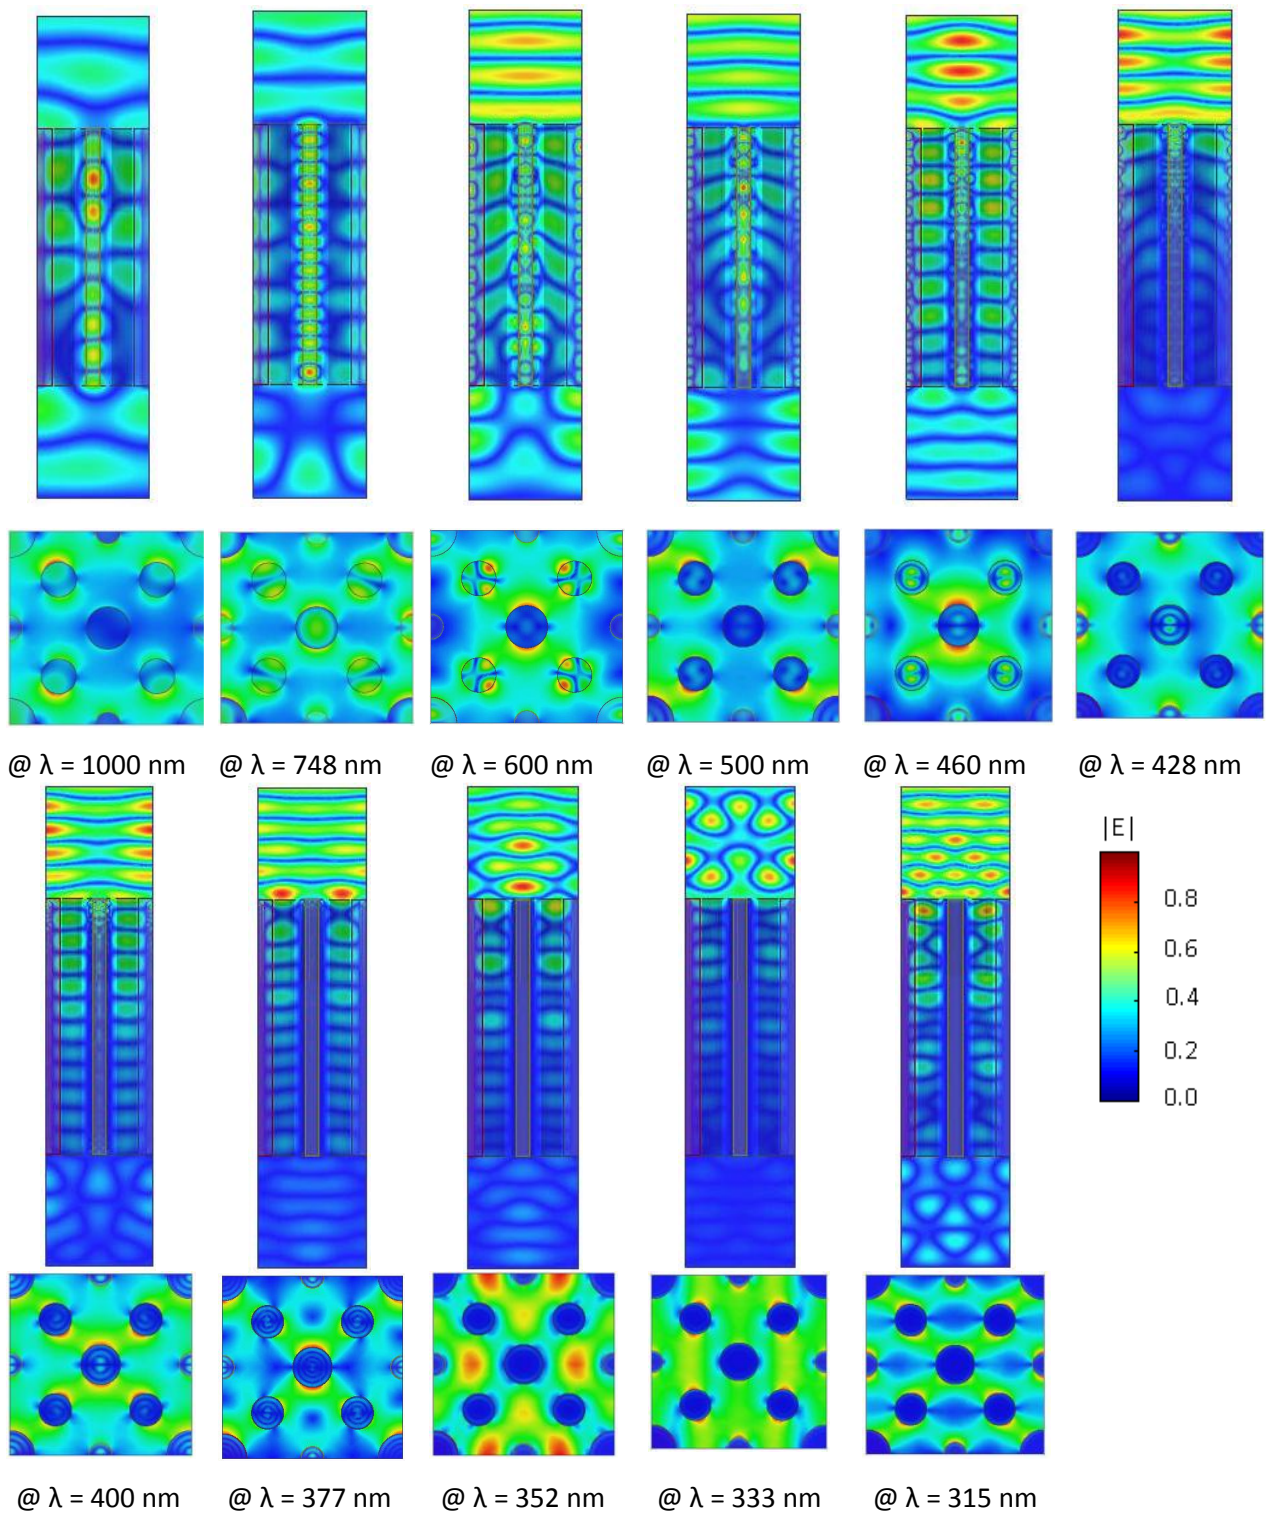 @ λ = 1000 nm @ λ = 748 nm @ λ = 600 nm @ λ = 500 nm @ λ = 460 nm @ λ = 428 nm
|E|
0.8
0.6
0.4
0.2
0.0
@ λ = 400 nm @ λ = 377 nm @ λ = 352 nm @ λ = 333 nm @ λ = 315 nm